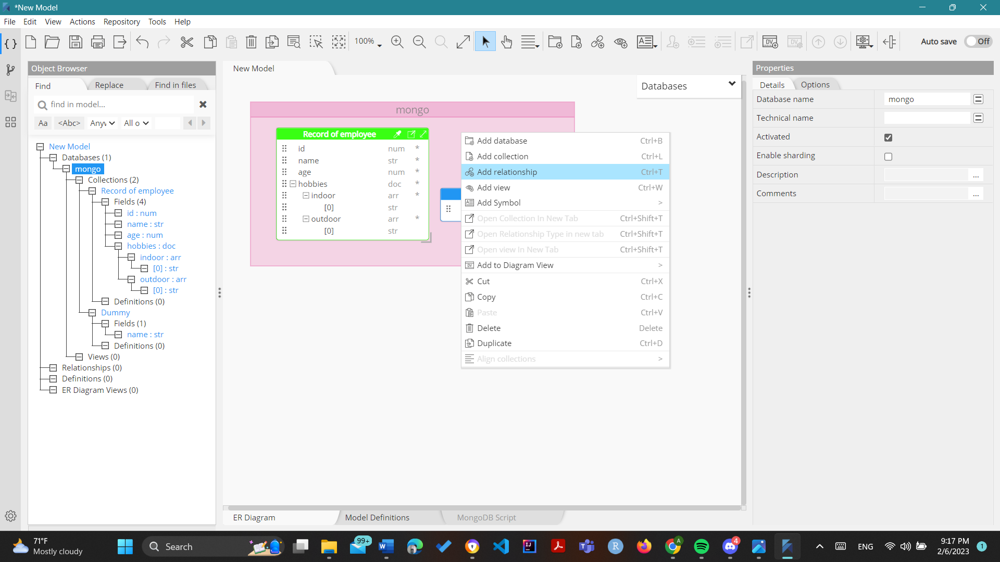 *New Model
File Edit View Actions Repository Tools Help
100%
Auto save Off
Object Browser
Find Replace Find in files
find in model...
Aa <Abc> Anyv All o
New Model
Databases (1)
mongo
Collections (2)
Record of employee
Fields (4)
id : num
name : str
age : num
hobbies : doc
indoor : arr
[0] : str
outdoor : arr
[0] : str
Definitions (0)
Dummy
Fields (1)
name : str
Definitions (0)
Views (0)
Relationships (0)
Definitions (0)
ER Diagram Views (0)
New Model
Databases
mongo
Record of employee
id num *
name str *
age num *
hobbies doc *
indoor arr *
[0] str
outdoor arr *
[0] str
Add database Ctrl+B
Add collection Ctrl+L
Add relationship Ctrl+T
Add view Ctrl+W
Add Symbol >
Open Collection In New Tab Ctrl+Shift+T
Open Relationship Type in new tab Ctrl+Shift+T
Open view In New Tab Ctrl+Shift+T
Add to Diagram View >
Cut Ctrl+X
Copy Ctrl+C
Paste Ctrl+V
Delete Delete
Duplicate Ctrl+D
Align collections >
ER Diagram Model Definitions MongoDB Script
Properties
Details Options
Database name mongo
Technical name
Activated
Enable sharding
Description ...
Comments ...
71°F
Mostly cloudy
Search
99+
4
ENG
9:17 PM
2/6/2023
1